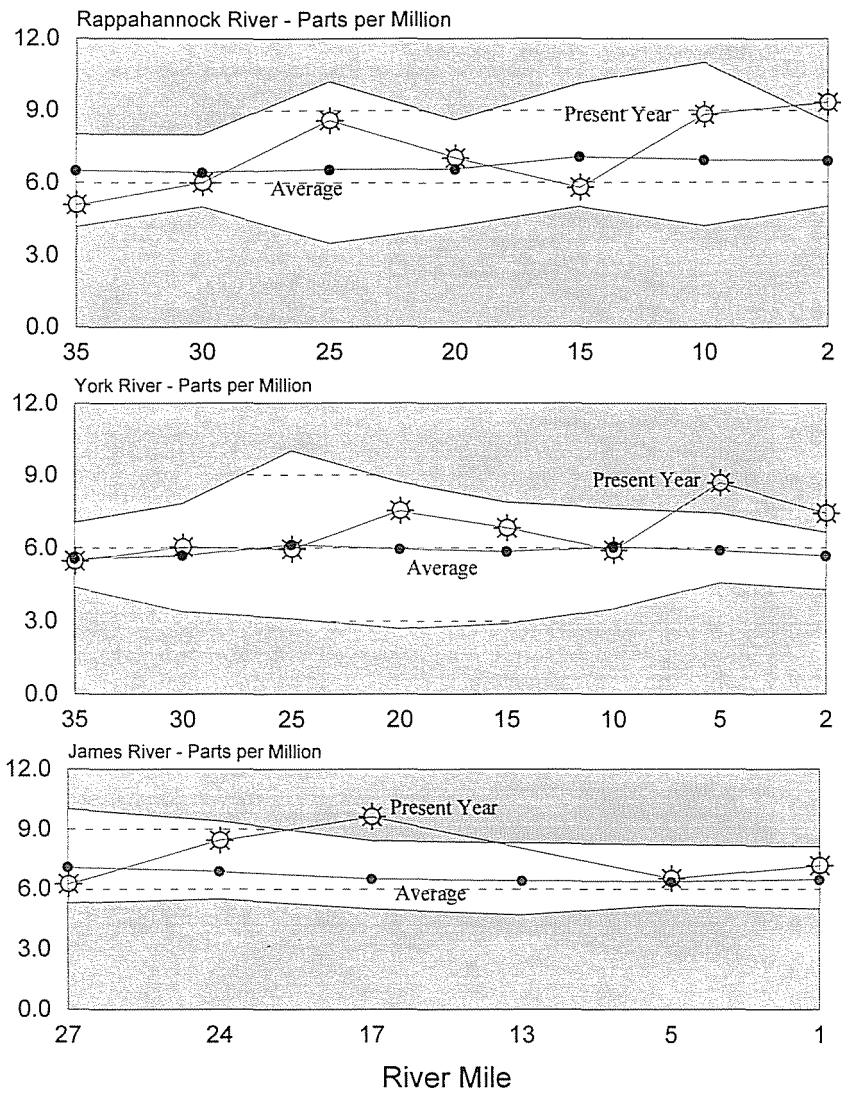 Rappahannock River - Parts per Million
12.0
9.0
Present Year
6.0
Average
3.0
0.0
35 30 25 20 15 10 2
York River - Parts per Million
12.0
9.0
Present Year
6.0
Average
3.0
0.0
35 30 25 20 15 10 5 2
James River - Parts per Million
12.0
Present Year
9.0
6.0
Average
3.0
0.0
27 24 17 13 5 1
River Mile